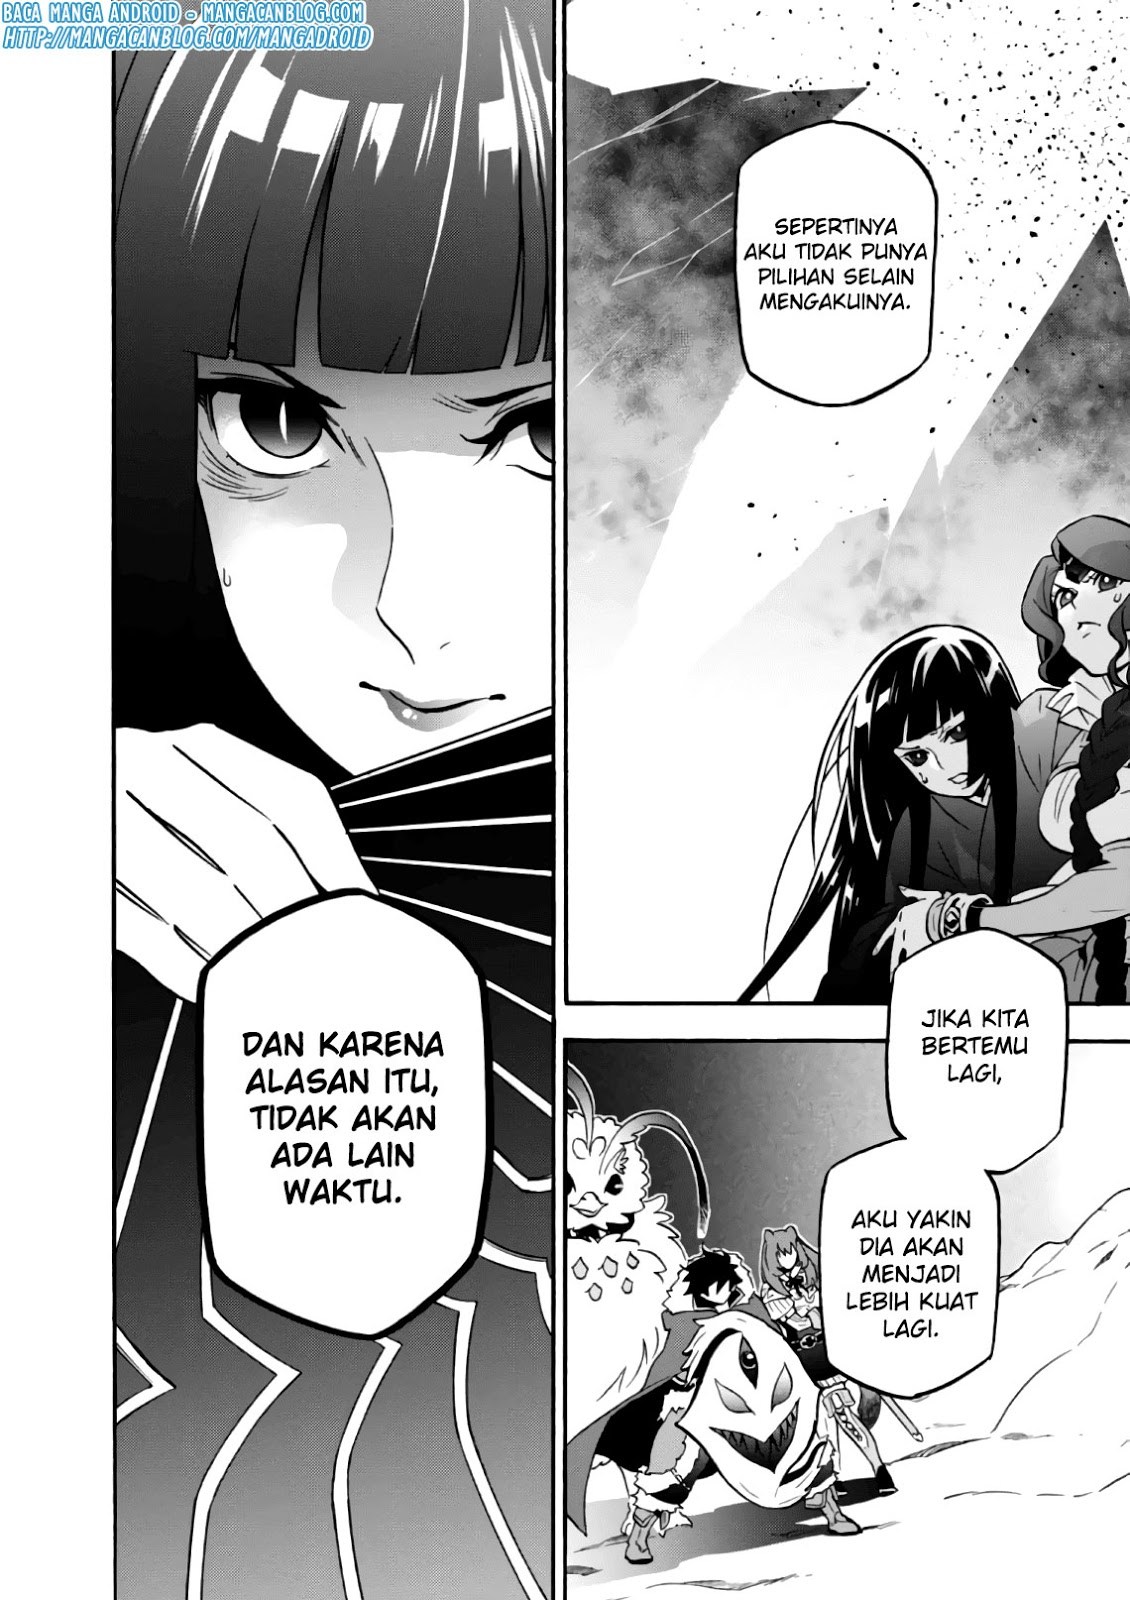 BACA MANGA ANDROID - MANGACANBLOG.COM
HTTP://MANGACANBLOG.COM/MANGADROID
SEPERTINYA
AKU TIDAK PUNYA
PILIHAN SELAIN
MENGAKUINYA.
JIKA KITA
BERTEMU
LAGI,
AKU YAKIN
DIA AKAN
MENJADI
LEBIH KUAT
LAGI.
DAN KARENA
ALASAN ITU,
TIDAK AKAN
ADA LAIN
WAKTU.